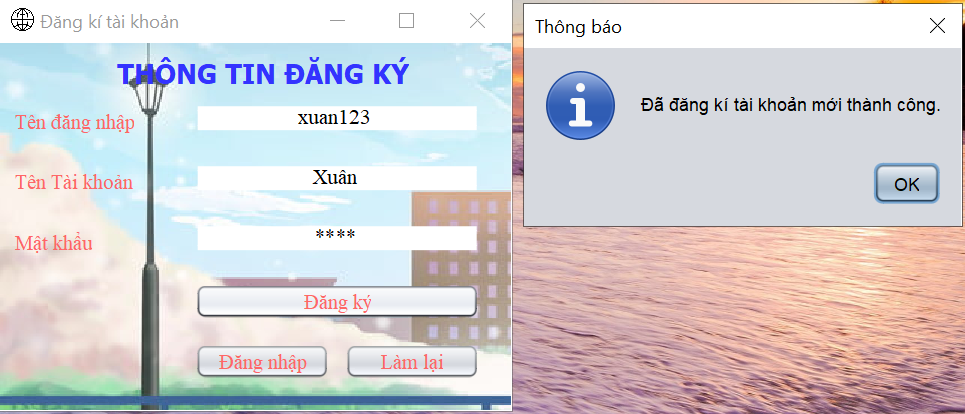 Đăng kí tài khoản
THÔNG TIN ĐĂNG KÝ
Tên đăng nhập
xuan123
Tên Tài khoản
Xuân
Mật khẩu
****
Đăng ký
Đăng nhập
Làm lại
Thông báo
Đã đăng kí tài khoản mới thành công.
OK